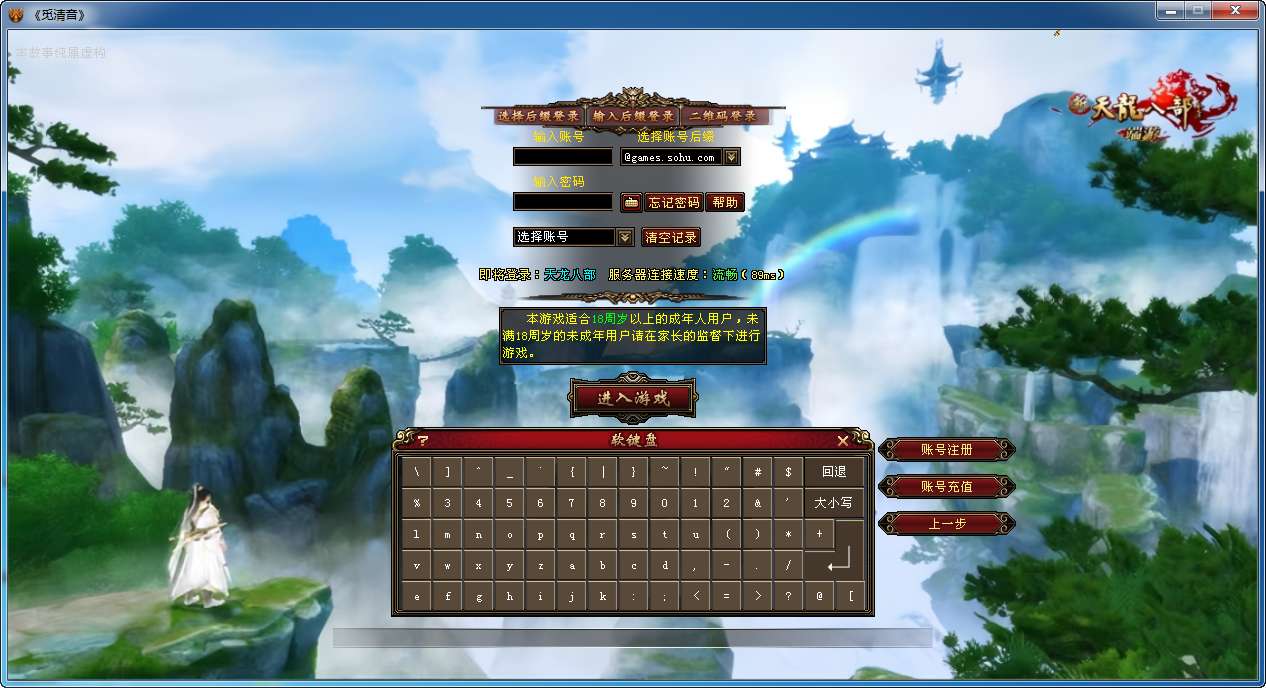 《觅清音》
本故事纯属虚构
新天龍八部
选择后缀登录 输入后缀登录 二维码登录
输入账号 选择账号后缀
@games.sohu.com
输入密码
忘记密码 帮助
选择账号 清空记录
即将登录：天龙八部 服务器连接速度：流畅（89ms）
本游戏适合18周岁以上的成年人用户，未
满18周岁的未成年用户请在家长的监督下进行
游戏。
进入游戏
? 软键盘 X
\ ] ^ _ ` { | } ~ ! " # $ 回退
% 3 4 5 6 7 8 9 0 1 2 & ' 大小写
l m n o p q r s t u ( ) * +
v w x y z a b c d , - . /
e f g h i j k : ; < = > ? @ [
账号注册
账号充值
上一步